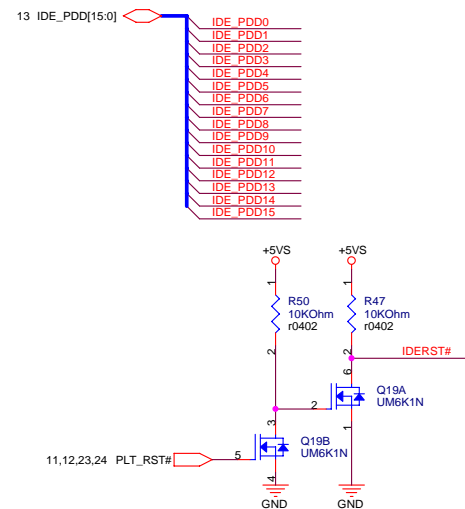 13 IDE_PDD[15:0]
IDE_PDD0
IDE_PDD1
IDE_PDD2
IDE_PDD3
IDE_PDD4
IDE_PDD5
IDE_PDD6
IDE_PDD7
IDE_PDD8
IDE_PDD9
IDE_PDD10
IDE_PDD11
IDE_PDD12
IDE_PDD13
IDE_PDD14
IDE_PDD15
+5VS
+5VS
1
1
R50
10KOhm
r0402
R47
10KOhm
r0402
2
2
IDERST#
6
Q19A
UM6K1N
2
3
1
Q19B
UM6K1N
11,12,23,24 PLT_RST#
5
4
GND
GND